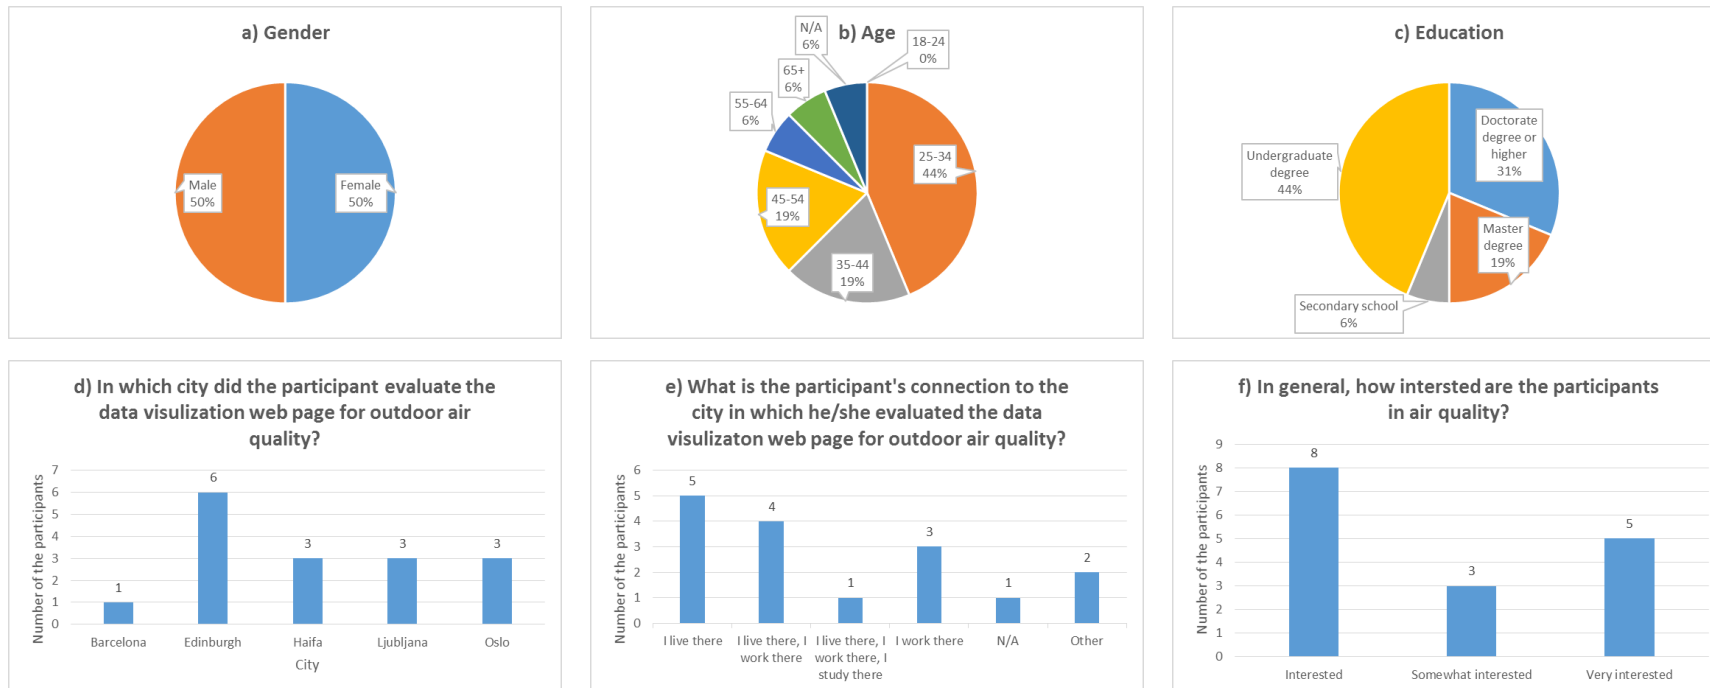 a) Gender
Male
50%
Female
50%
b) Age
N/A
6%
18-24
0%
65+
6%
55-64
6%
25-34
44%
45-54
19%
35-44
19%
c) Education
Doctorate
degree or
higher
31%
Undergraduate
degree
44%
Master
degree
19%
Secondary school
6%
d) In which city did the participant evaluate the
data visulization web page for outdoor air
quality?
Number of the participants
7
6
5
4
3
2
1
0
1
6
3
3
3
Barcelona
Edinburgh
Haifa
Ljubljana
Oslo
City
e) What is the participant's connection to the
city in which he/she evaluated the data
visulizaton web page for outdoor air quality?
Number of the participants
6
5
4
3
2
1
0
5
4
1
3
1
2
I live there
I live there, I
work there
I live there, I
work there, I
study there
I work there
N/A
Other
f) In general, how intersted are the participants
in air quality?
Number of the participants
9
8
7
6
5
4
3
2
1
0
8
3
5
Interested
Somewhat interested
Very interested